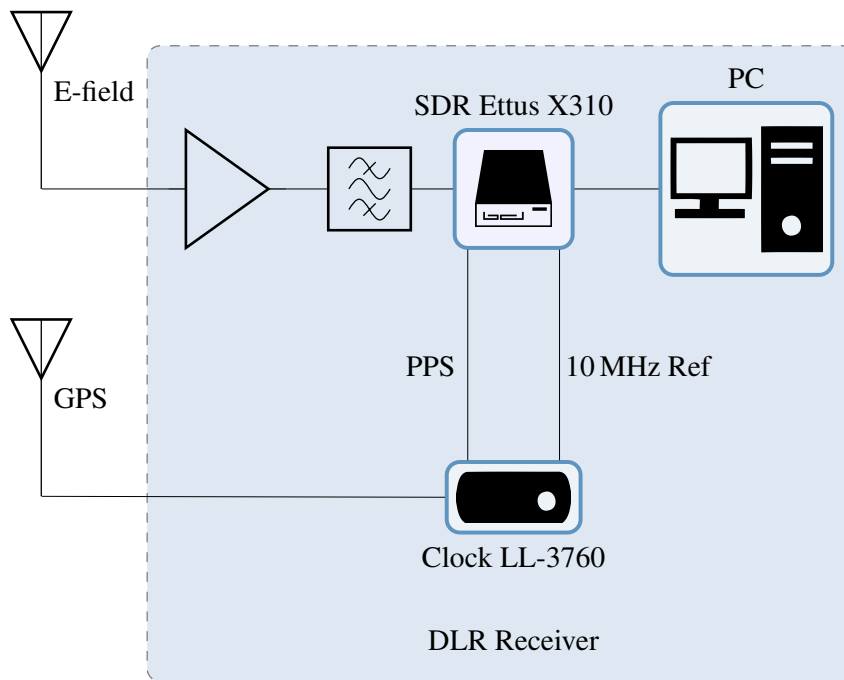 E-field
SDR Ettus X310
PC
PPS
10 MHz Ref
GPS
Clock LL-3760
DLR Receiver